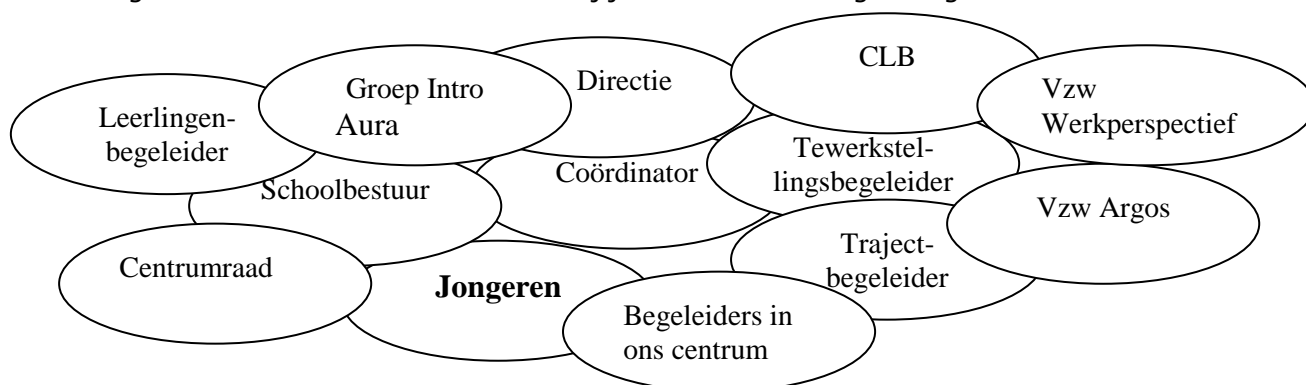 CLB
Directie
Groep Intro
Aura
Vzw
Werkperspectief
Leerlingen-
begeleider
Tewerkstel-
lingsbegeleider
Coördinator
Schoolbestuur
Vzw Argos
Traject-
begeleider
Centrumraad
Jongeren
Begeleiders in
ons centrum